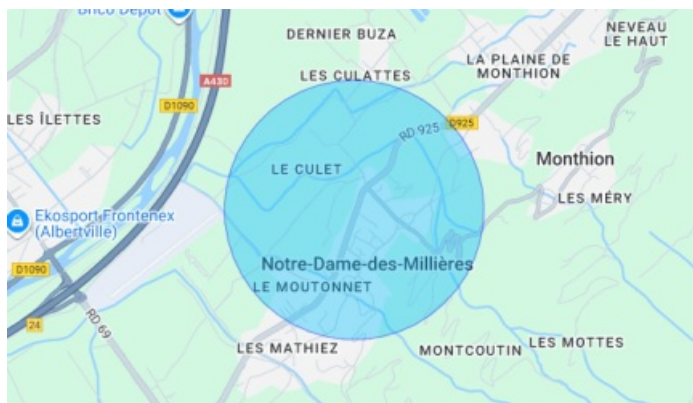 Brico Dépôt
DERNIER BUZA
NEVEAU
LE HAUT
A430
LES CULATTES
LA PLAINE DE
MONTHION
D1090
LES ÎLETTES
RD 925
D925
LE CULET
Monthion
LES MÉRY
Ekosport Frontenex
(Albertville)
D1090
Notre-Dame-des-Millières
LE MOUTONNET
24
RD 69
LES MATHIEZ
MONTCOUTIN
LES MOTTES